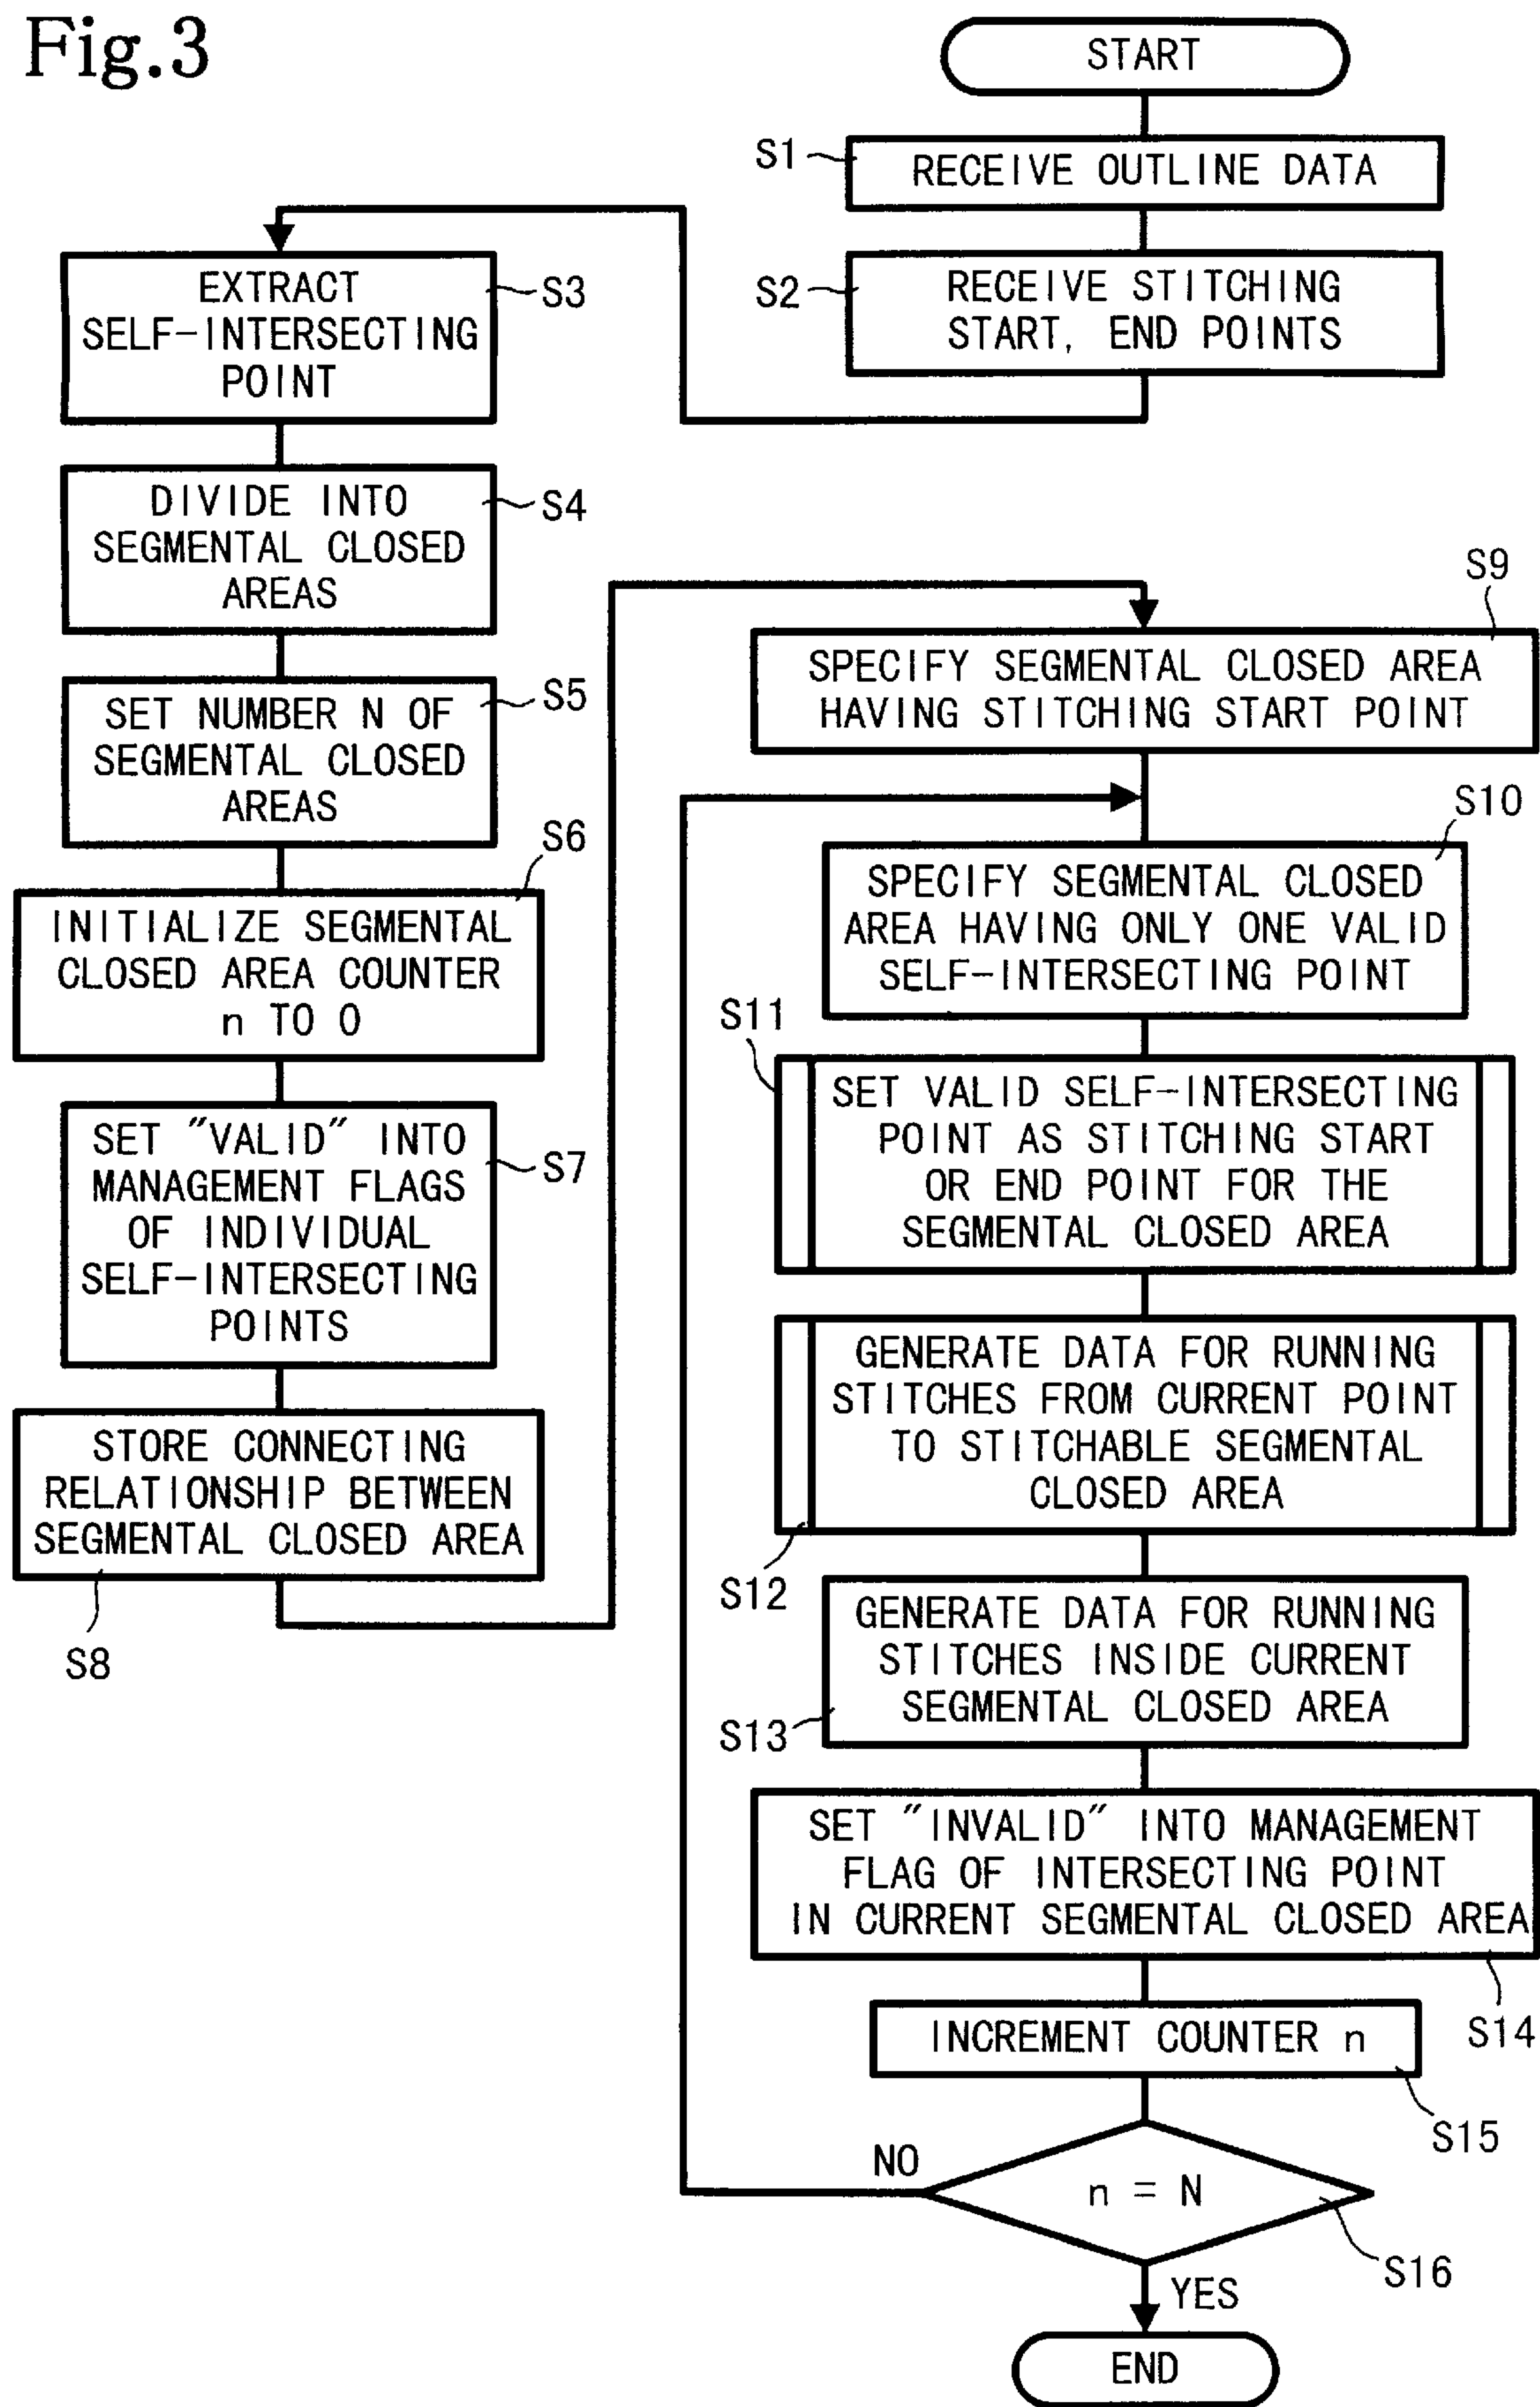 Fig.3
START
S1
RECEIVE OUTLINE DATA
S2
RECEIVE STITCHING
START, END POINTS
EXTRACT
SELF-INTERSECTING
POINT
S3
DIVIDE INTO
SEGMENTAL CLOSED
AREAS
S4
SET NUMBER N OF
SEGMENTAL CLOSED
AREAS
S5
S6
INITIALIZE SEGMENTAL
CLOSED AREA COUNTER
n TO 0
SET "VALID" INTO
MANAGEMENT FLAGS
OF INDIVIDUAL
SELF-INTERSECTING
POINTS
S7
STORE CONNECTING
RELATIONSHIP BETWEEN
SEGMENTAL CLOSED AREA
S8
S9
SPECIFY SEGMENTAL CLOSED AREA
HAVING STITCHING START POINT
S10
SPECIFY SEGMENTAL CLOSED
AREA HAVING ONLY ONE VALID
SELF-INTERSECTING POINT
S11
SET VALID SELF-INTERSECTING
POINT AS STITCHING START
OR END POINT FOR THE
SEGMENTAL CLOSED AREA
GENERATE DATA FOR RUNNING
STITCHES FROM CURRENT POINT
TO STITCHABLE SEGMENTAL
CLOSED AREA
S12
GENERATE DATA FOR RUNNING
STITCHES INSIDE CURRENT
SEGMENTAL CLOSED AREA
S13
SET "INVALID" INTO MANAGEMENT
FLAG OF INTERSECTING POINT
IN CURRENT SEGMENTAL CLOSED AREA
S14
INCREMENT COUNTER n
S15
NO
n = N
S16
YES
END